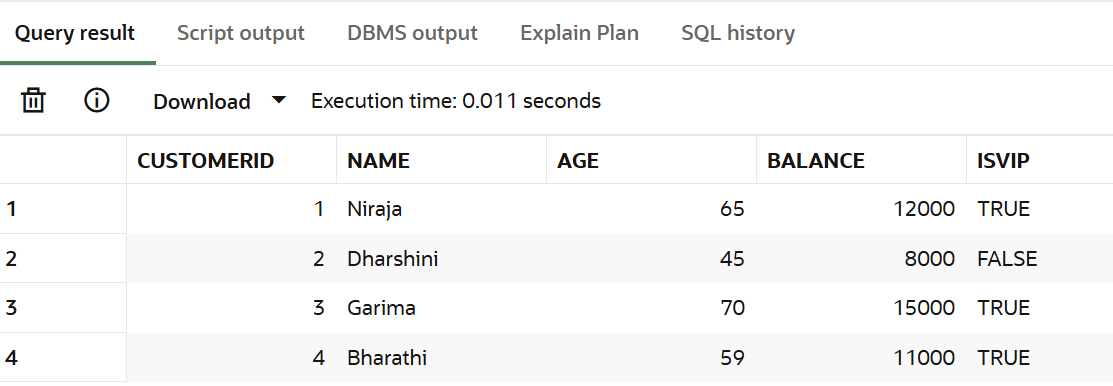 Query result Script output DBMS output Explain Plan SQL history
Download Execution time: 0.011 seconds
CUSTOMERID NAME AGE BALANCE ISVIP
1 1 Niraja 65 12000 TRUE
2 2 Dharshini 45 8000 FALSE
3 3 Garima 70 15000 TRUE
4 4 Bharathi 59 11000 TRUE